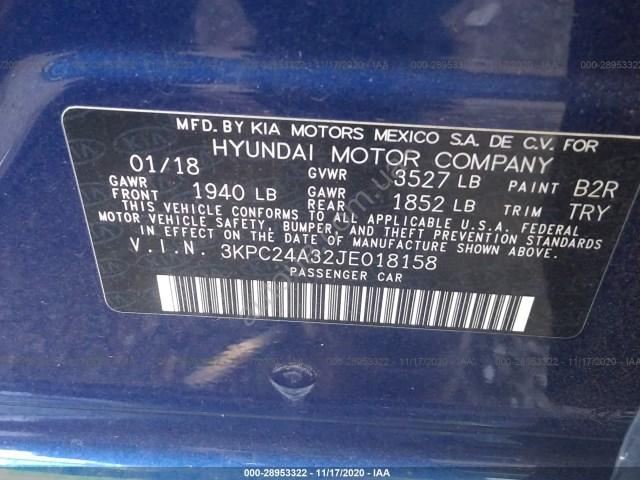 MFD. BY KIA MOTORS MEXICO S.A. DE C.V. FOR
HYUNDAI MOTOR COMPANY
01/18 GVWR 3527 LB PAINT B2R
GAWR FRONT 1940 LB GAWR REAR 1852 LB TRIM TRY
THIS VEHICLE CONFORMS TO ALL APPLICABLE U.S. FEDERAL
MOTOR VEHICLE SAFETY, BUMPER, AND THEFT PREVENTION STANDARDS
IN EFFECT ON THE DATE OF MANUFACTURE SHOWN ABOVE.
V.I.N. 3KPC24A32JE018158
PASSENGER CAR
000-28953322 - 11/17/2020 - IAA